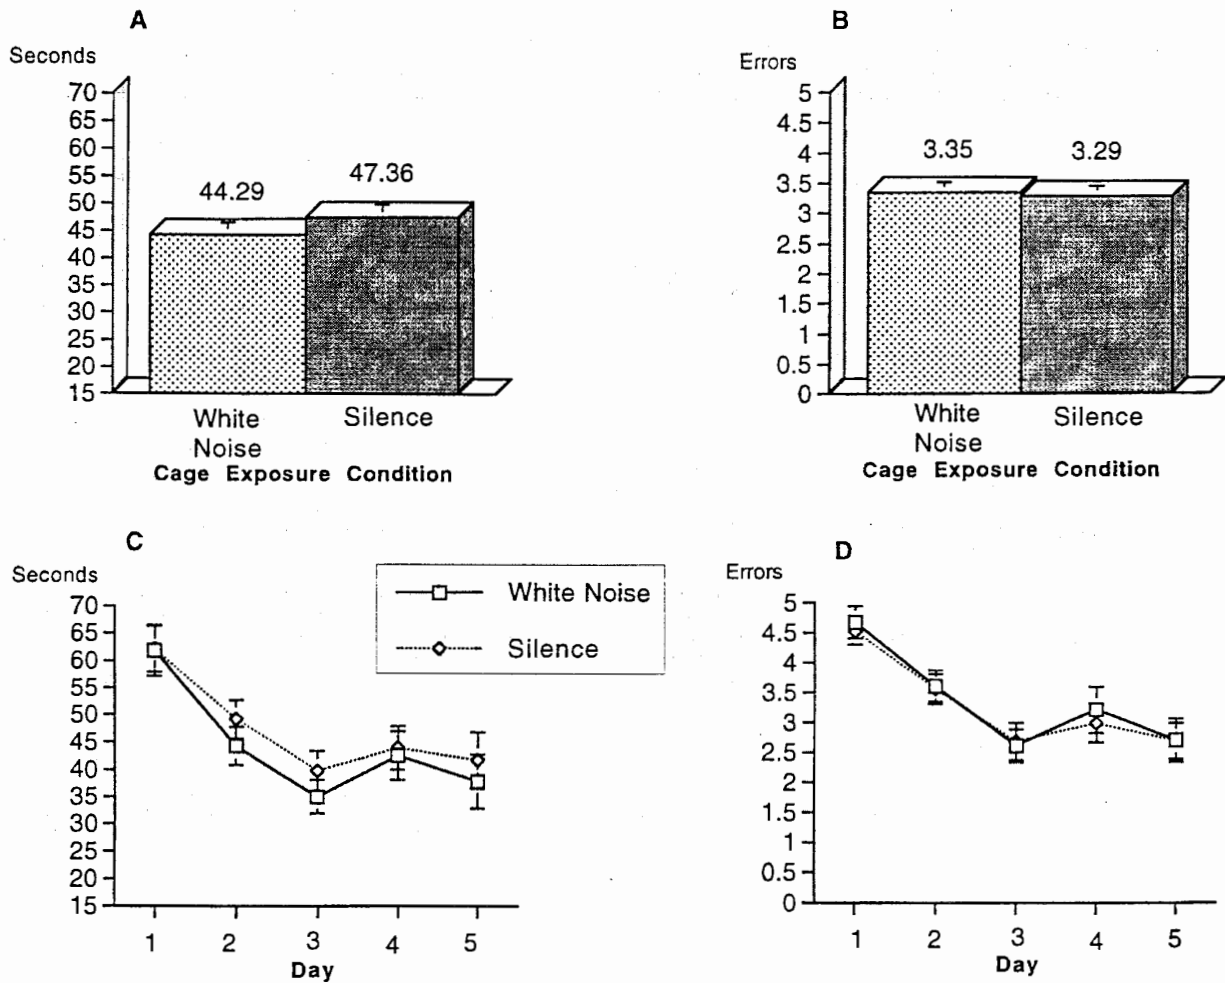 A
Seconds
70
65
60
55
50
45
40
35
30
25
20
15
44.29
47.36
White
Noise
Silence
Cage Exposure Condition
B
Errors
5
4.5
4
3.5
3
2.5
2
1.5
1
0.5
0
3.35
3.29
White
Noise
Silence
Cage Exposure Condition
C
Seconds
70
65
60
55
50
45
40
35
30
25
20
15
1 2 3 4 5
Day
White Noise
Silence
D
Errors
5
4.5
4
3.5
3
2.5
2
1.5
1
0.5
0
1 2 3 4 5
Day